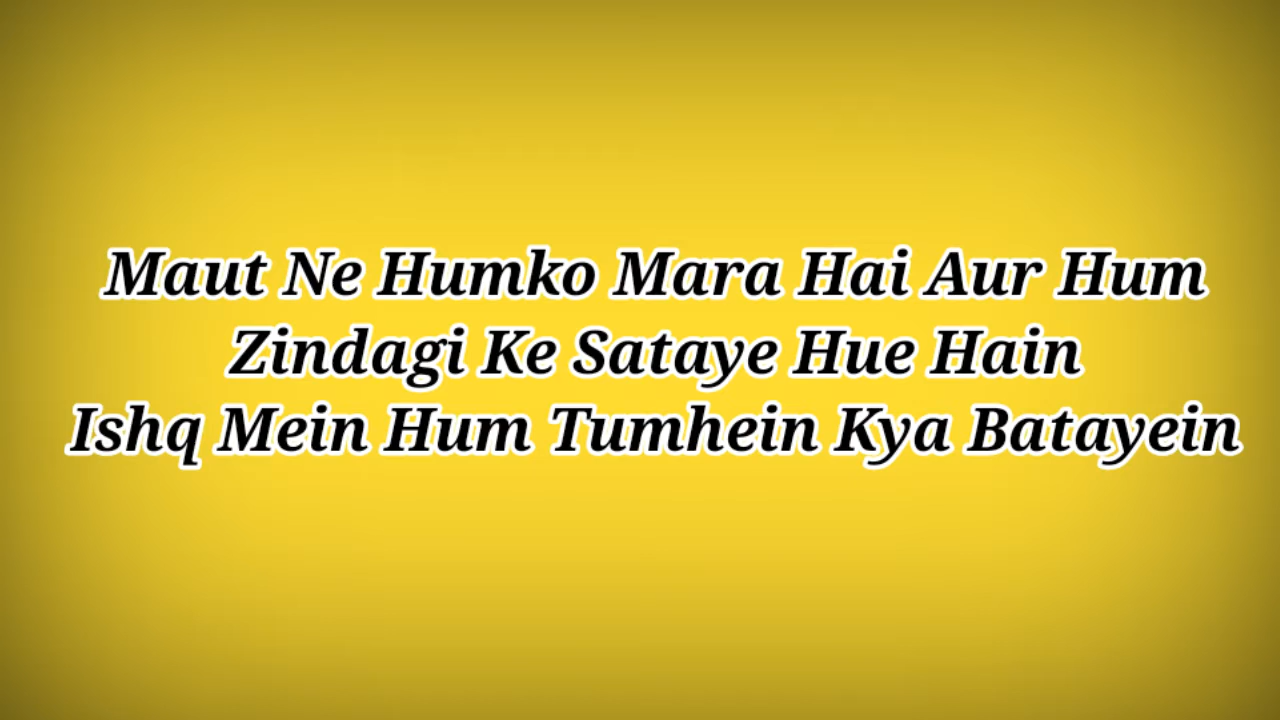 Maut Ne Humko Mara Hai Aur Hum
Zindagi Ke Sataye Hue Hain
Ishq Mein Hum Tumhein Kya Batayein